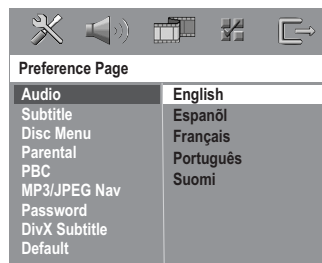 Preference Page
Audio
Subtitle
Disc Menu
Parental
PBC
MP3/JPEG Nav
Password
DivX Subtitle
Default
English
Espanõl
Français
Português
Suomi